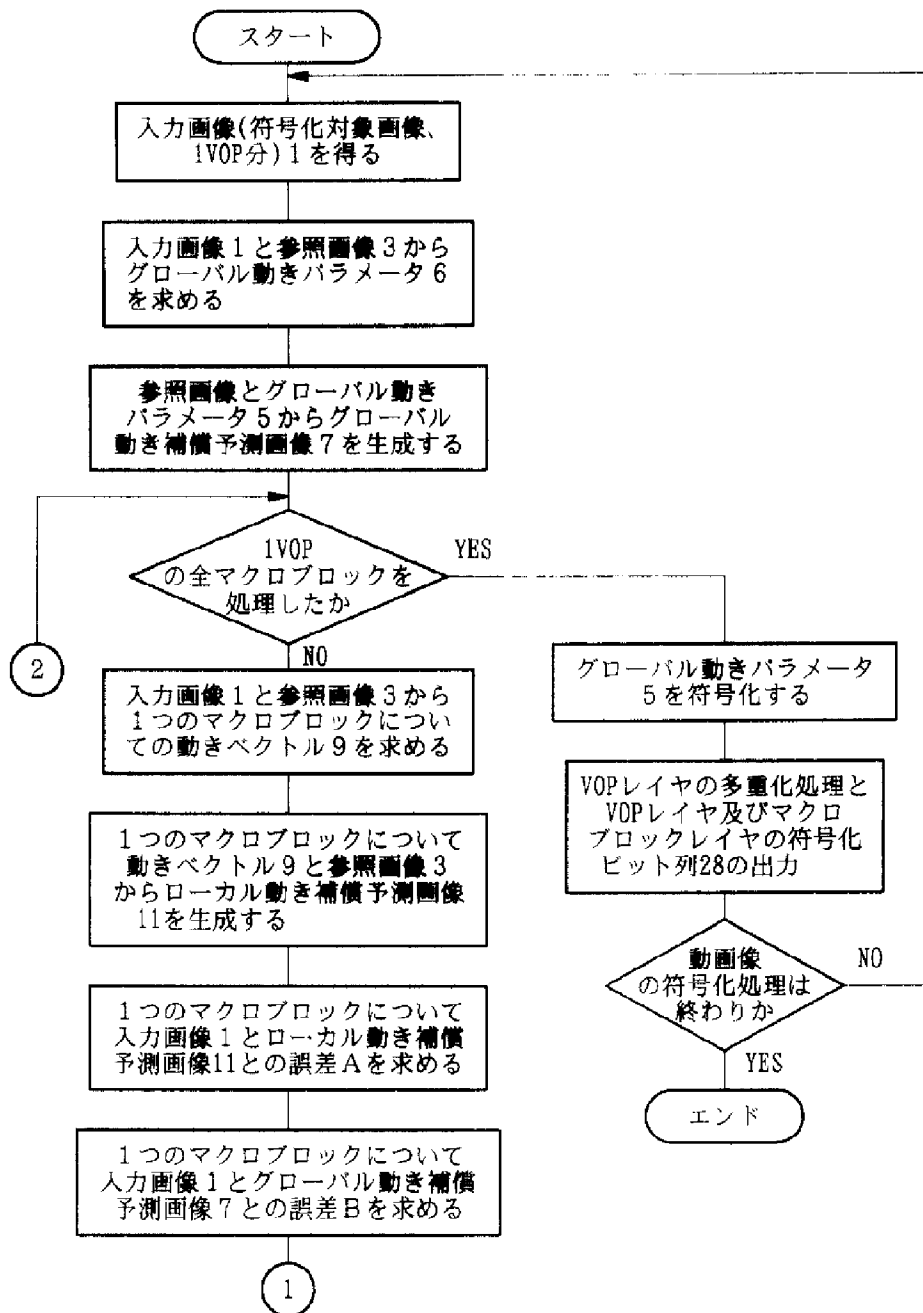 スタート
入力画像(符号化対象画像、
1VOP分)1を得る
入力画像1と参照画像3から
グローバル動きパラメータ6
を求める
参照画像とグローバル動き
パラメータ5からグローバル
動き補償予測画像7を生成する
1VOP
の全マクロブロックを
処理したか
YES
NO
2
入力画像1と参照画像3から
1つのマクロブロックについ
ての動きベクトル9を求める
1つのマクロブロックについて
動きベクトル9と参照画像3
からローカル動き補償予測画像
11を生成する
1つのマクロブロックについて
入力画像1とローカル動き補償
予測画像11との誤差Aを求める
1つのマクロブロックについて
入力画像1とグローバル動き補償
予測画像7との誤差Bを求める
1
グローバル動きパラメータ
5を符号化する
VOPレイヤの多重化処理と
VOPレイヤ及びマクロ
ブロックレイヤの符号化
ビット列28の出力
動画像
の符号化処理は
終わりか
NO
YES
エンド